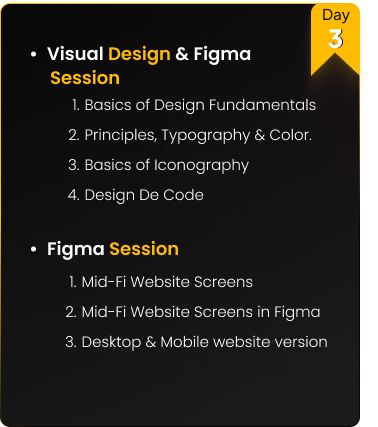 Day
3
• Visual Design & Figma
Session
1. Basics of Design Fundamentals
2. Principles, Typography & Color.
3. Basics of Iconography
4. Design De Code
• Figma Session
1. Mid-Fi Website Screens
2. Mid-Fi Website Screens in Figma
3. Desktop & Mobile website version